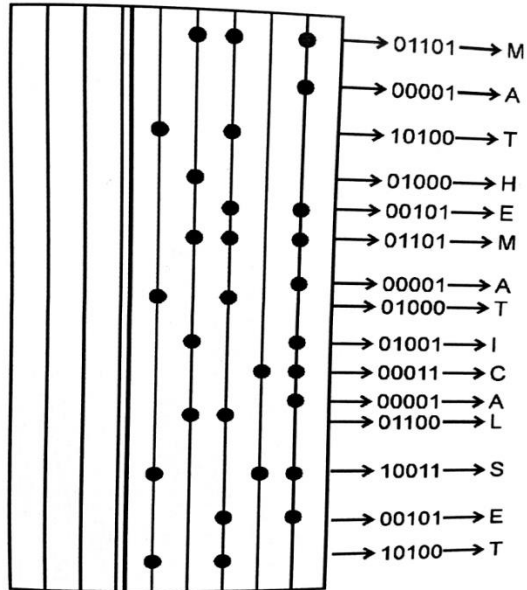 → 01101 → M
→ 00001 → A
→ 10100 → T
→ 01000 → H
→ 00101 → E
→ 01101 → M
→ 00001 → A
→ 01000 → T
→ 01001 → I
→ 00011 → C
→ 00001 → A
→ 01100 → L
→ 10011 → S
→ 00101 → E
→ 10100 → T